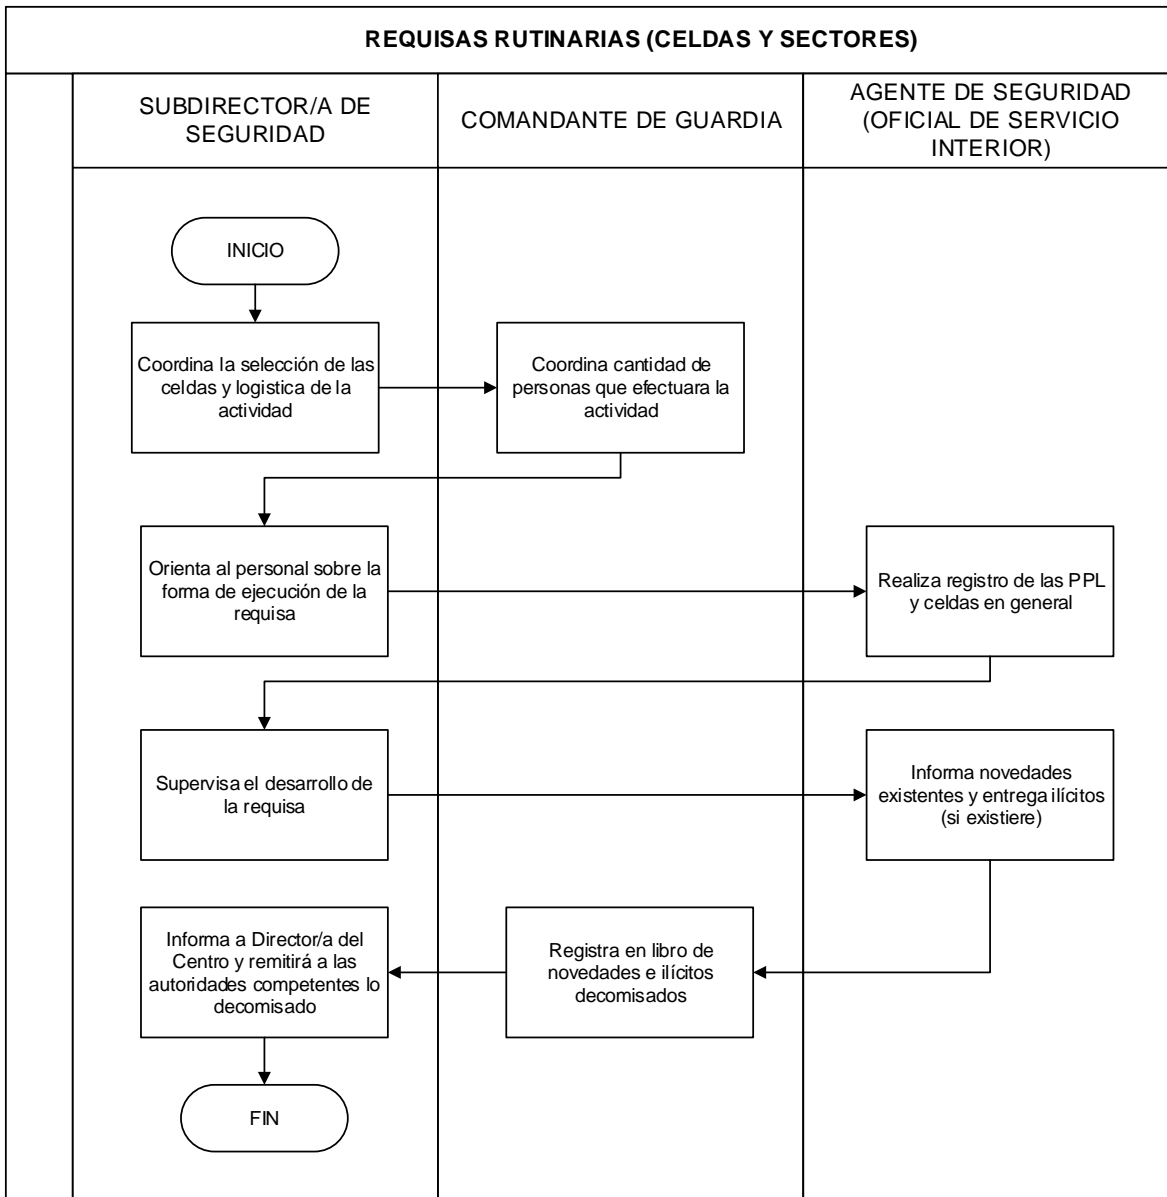 REQUISAS RUTINARIAS (CELDAS Y SECTORES)
SUBDIRECTOR/A DE
SEGURIDAD
COMANDANTE DE GUARDIA
AGENTE DE SEGURIDAD
(OFICIAL DE SERVICIO
INTERIOR)
INICIO
Coordina la selección de las
celdas y logistica de la
actividad
Coordina cantidad de
personas que efectuara la
actividad
Orienta al personal sobre la
forma de ejecución de la
requisa
Realiza registro de las PPL
y celdas en general
Supervisa el desarrollo de
la requisa
Informa novedades
existentes y entrega ilícitos
(si existiere)
Informa a Director/a del
Centro y remitirá a las
autoridades competentes lo
decomisado
Registra en libro de
novedades e ilícitos
decomisados
FIN